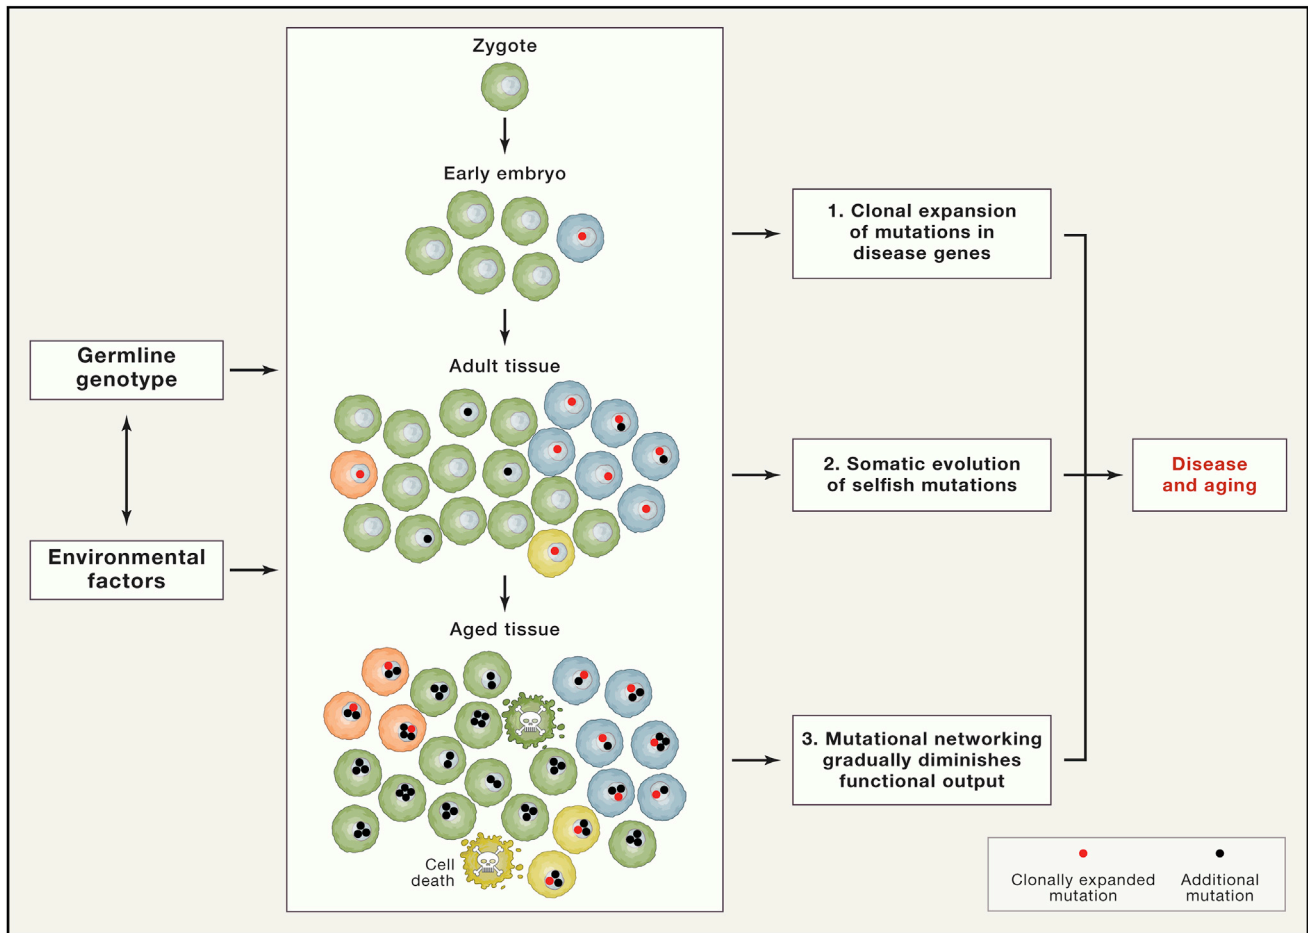 Zygote
Early embryo
Adult tissue
Aged tissue
Cell
death
Germline
genotype
Environmental
factors
1. Clonal expansion
of mutations in
disease genes
2. Somatic evolution
of selfish mutations
3. Mutational networking
gradually diminishes
functional output
Disease
and aging
Clonally expanded
mutation
Additional
mutation